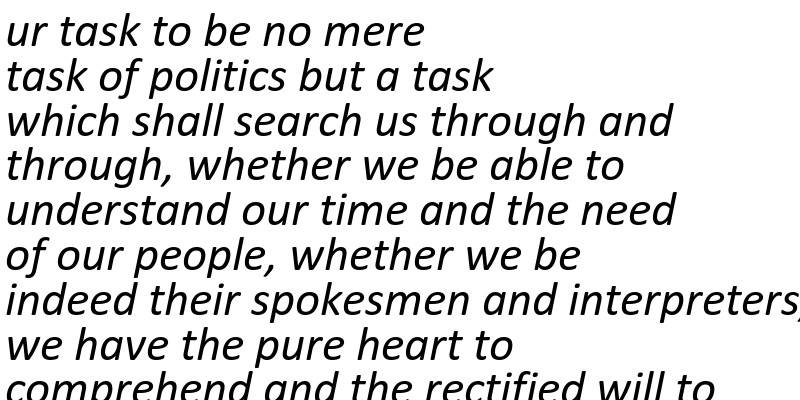 ur task to be no mere
task of politics but a task
which shall search us through and
through, whether we be able to
understand our time and the need
of our people, whether we be
indeed their spokesmen and interpreters,
we have the pure heart to
comprehend and the rectified will to